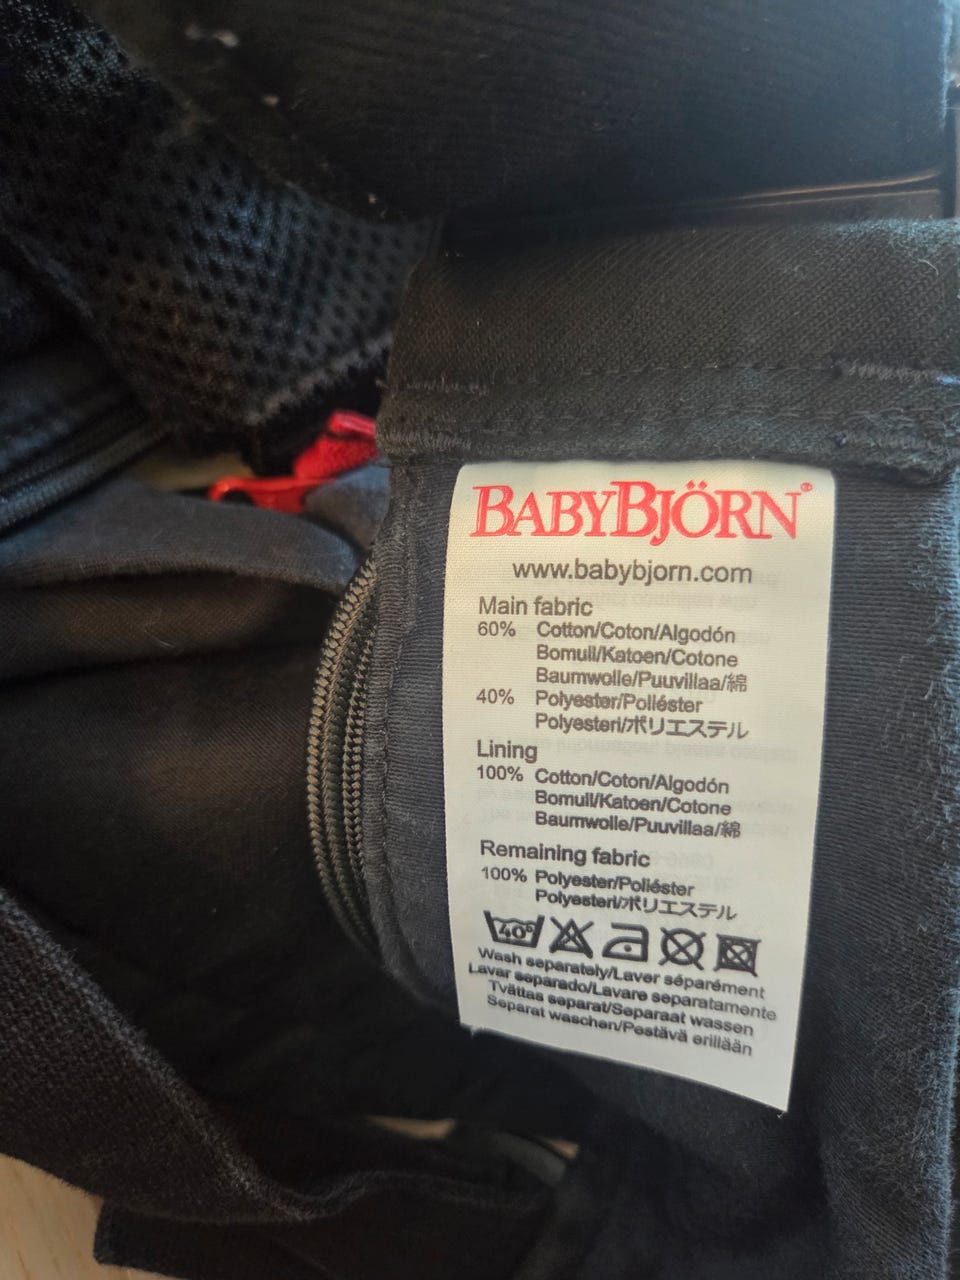 BABYBJÖRN®
www.babybjorn.com
Main fabric
60% Cotton/Coton/Algodón
Bomull/Katoen/Cotone
Baumwolle/Puuvillaa/綿
40% Polyester/Poliéster
Polyesteri/ポリエステル
Lining
100% Cotton/Coton/Algodón
Bomull/Katoen/Cotone
Baumwolle/Puuvillaa/綿
Remaining fabric
100% Polyester/Poliéster
Polyesteri/ポリエステル
40°
Wash separately/Laver séparément
Lavar separado/Lavare separatamente
Tvättas separat/Separaat wassen
Separat waschen/Pestävä erillään